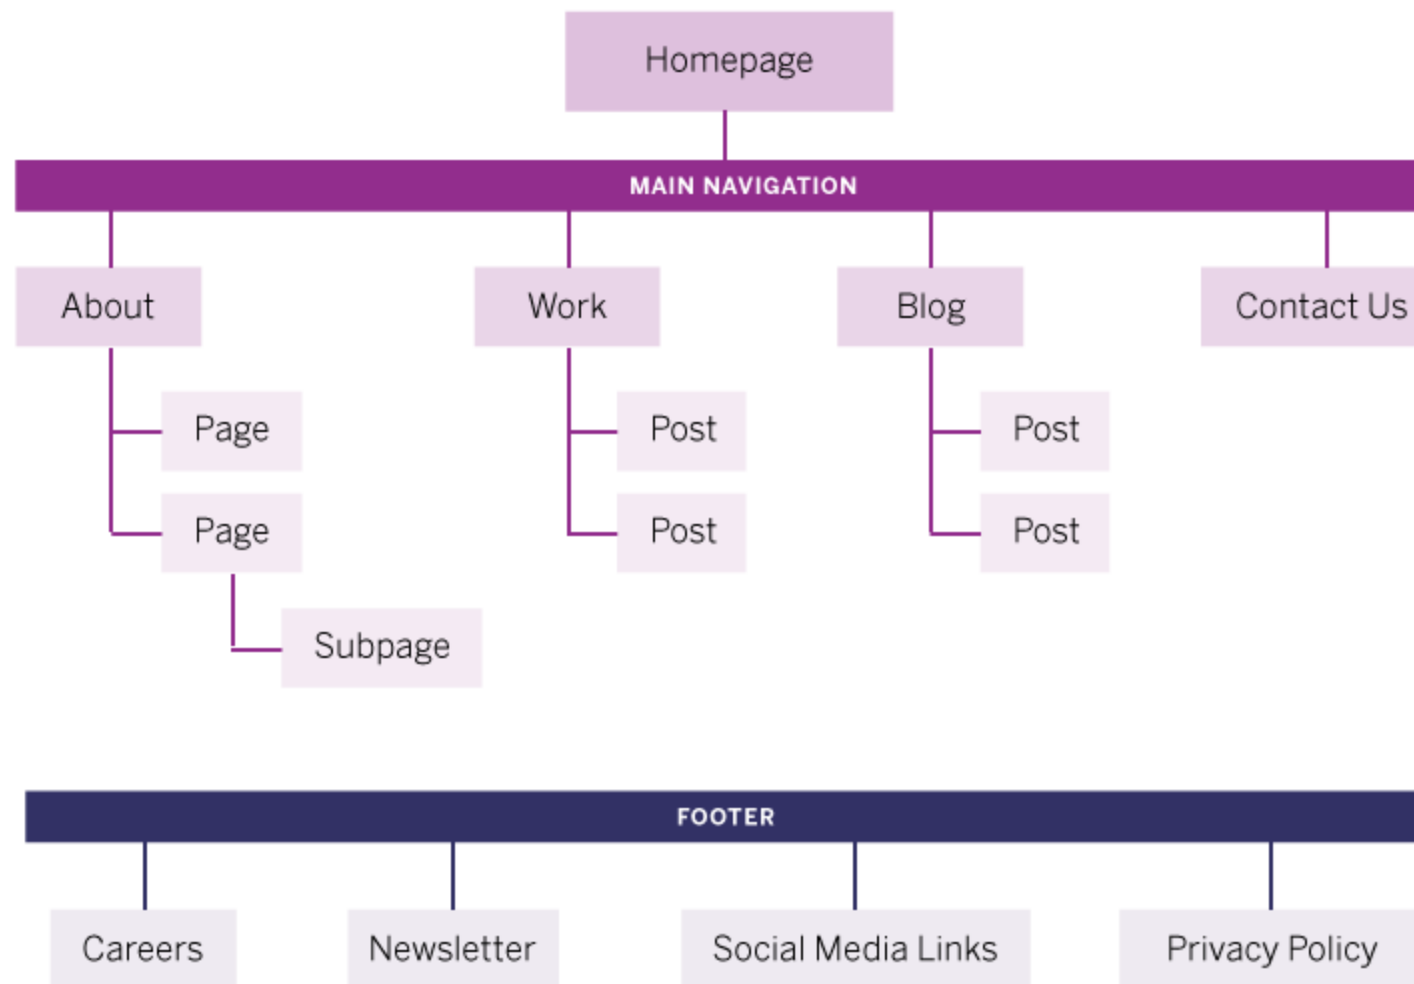 Homepage
MAIN NAVIGATION
About
Work
Blog
Contact Us
Page
Post
Post
Page
Post
Post
Subpage
FOOTER
Careers
Newsletter
Social Media Links
Privacy Policy